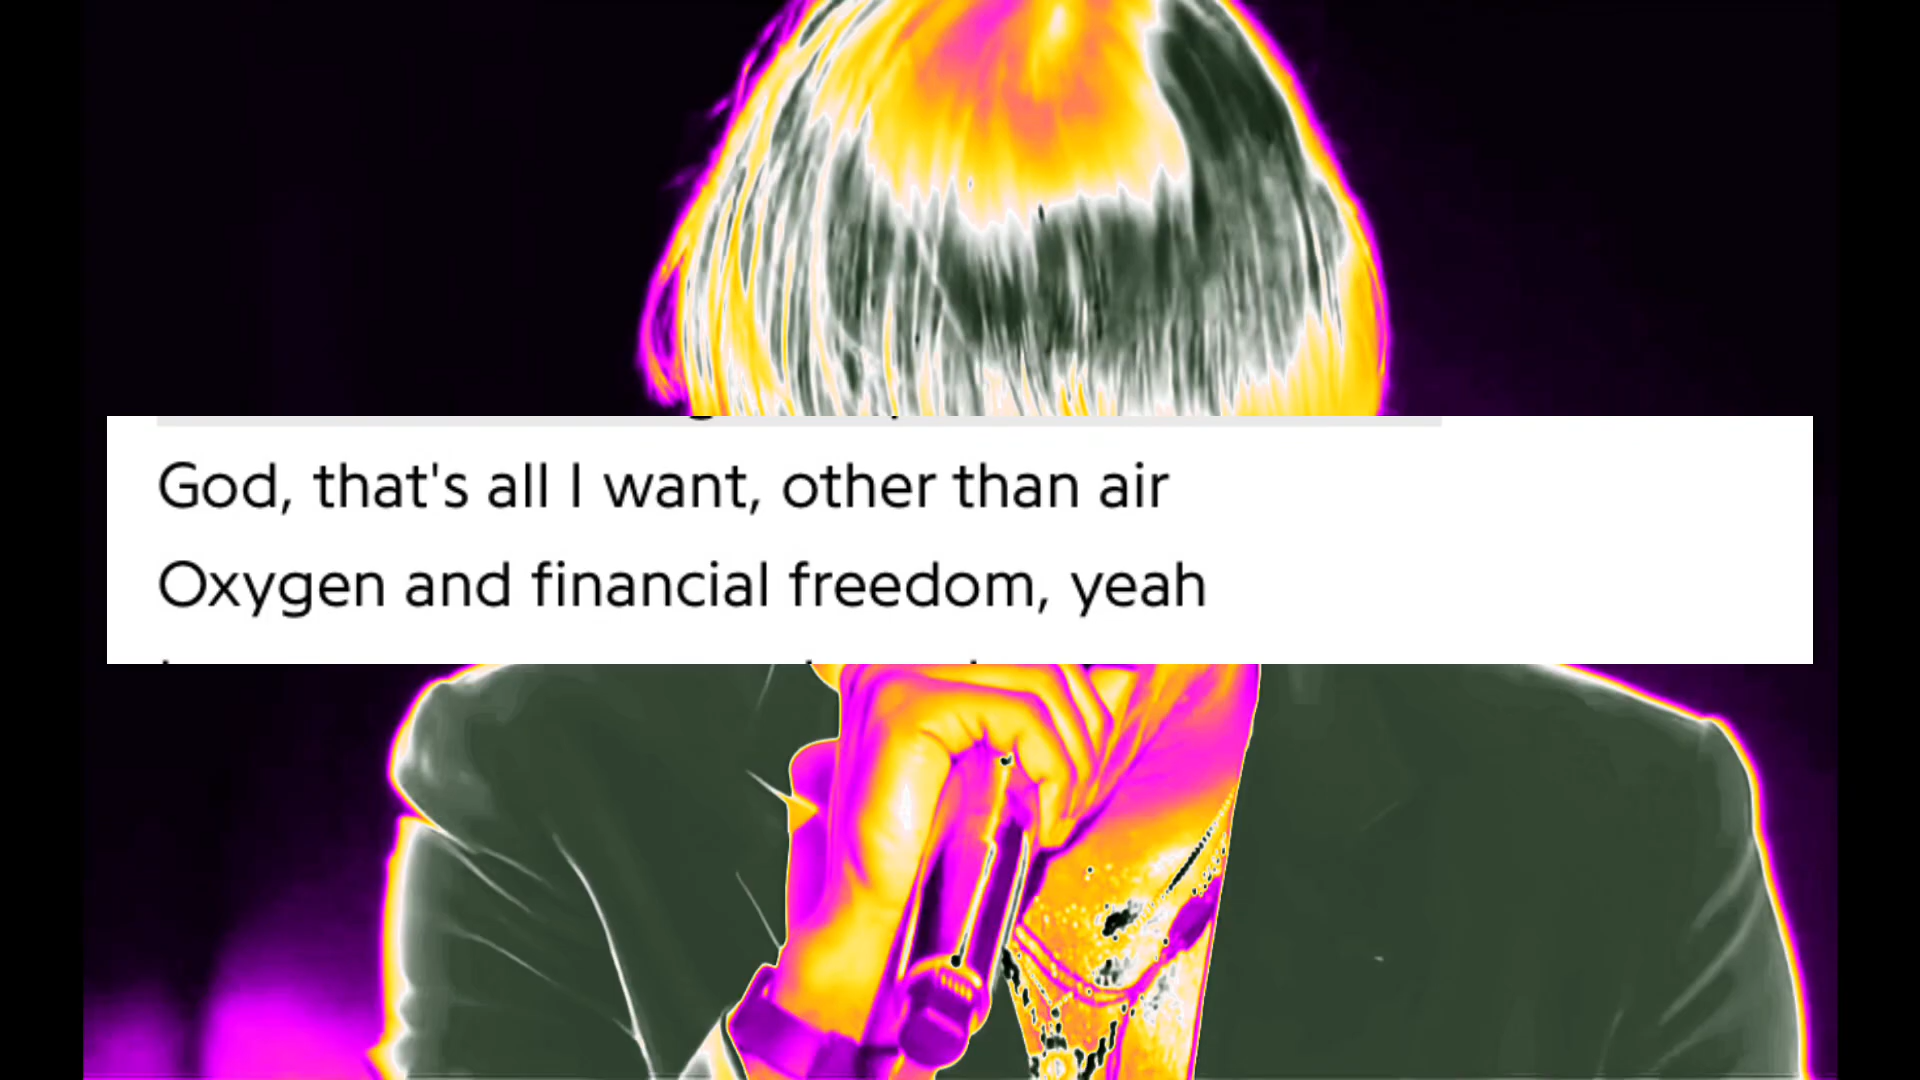 God, that's all I want, other than air
Oxygen and financial freedom, yeah